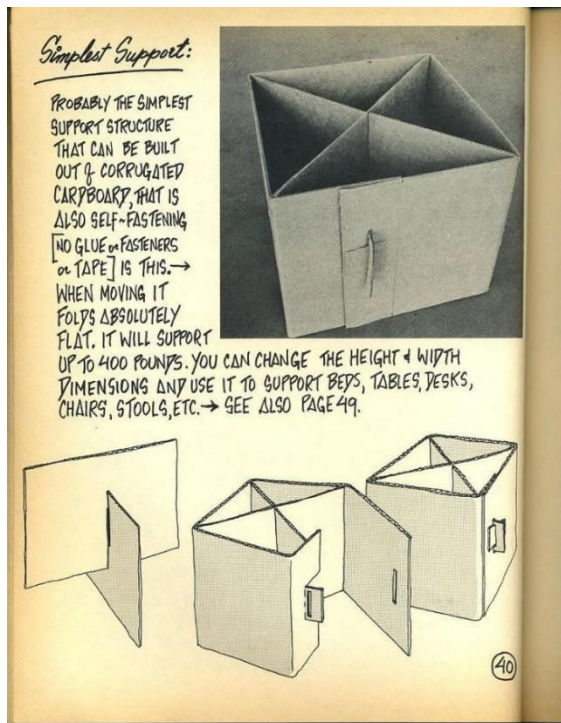 Simplest Support:
PROBABLY THE SIMPLEST
SUPPORT STRUCTURE
THAT CAN BE BUILT
OUT of CORRUGATED
CARDBOARD, THAT IS
ALSO SELF~FASTENING
[NO GLUE or FASTENERS
or TAPE] IS THIS.→
WHEN MOVING IT
FOLDS ABSOLUTELY
FLAT. IT WILL SUPPORT
UP TO 400 POUNDS. YOU CAN CHANGE THE HEIGHT & WIDTH
DIMENSIONS AND USE IT TO SUPPORT BEDS, TABLES, DESKS,
CHAIRS, STOOLS, ETC.→ SEE ALSO PAGE 49.
40